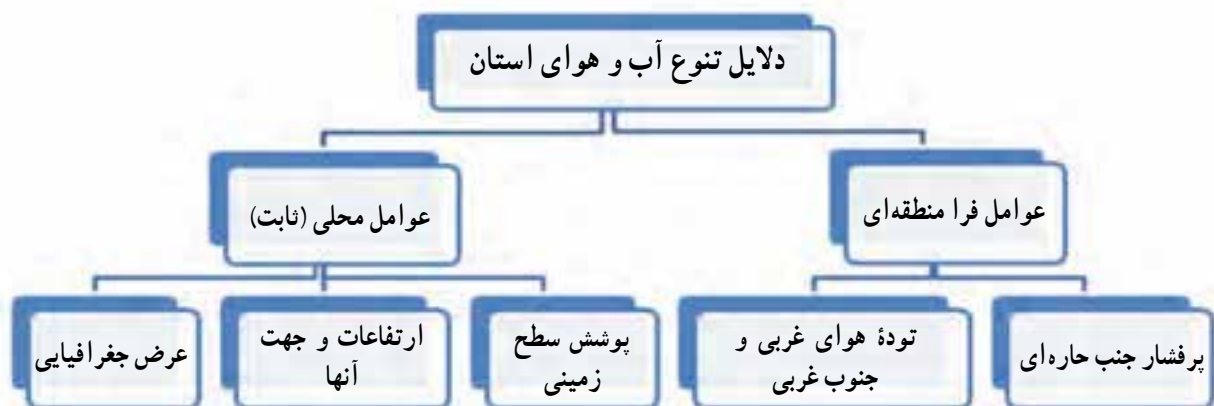 دلایل تنوع آب و هوای استان
عوامل فرا منطقه‌ای
عوامل محلی (ثابت)
پرفشار جنب حاره‌ای
تودهٔ هوای غربی و
جنوب غربی
پوشش سطح
زمینی
ارتفاعات و جهت
آنها
عرض جغرافیایی